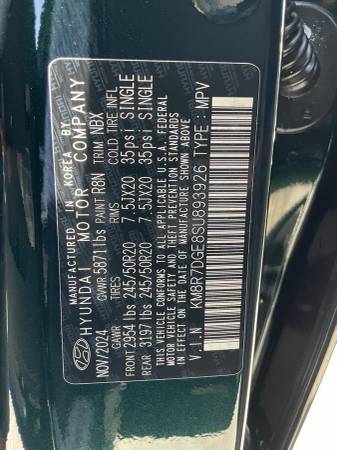 MANUFACTURED IN KOREA. BY
HYUNDAI MOTOR COMPANY
NOV/2024 GVWR 5871 lbs PAINT R8N TRIM NBX
GAWR TIRES RIMS COLD TIRE INFL
FRONT 2954 lbs 245/50R20 7.5JX20 35psi SINGLE
REAR 3197 lbs 245/50R20 7.5JX20 35psi SINGLE
THIS VEHICLE CONFORMS TO ALL APPLICABLE U.S.A. FEDERAL
MOTOR VEHICLE SAFETY, BUMPER, AND THEFT PREVENTION STANDARDS
IN EFFECT ON THE DATE OF MANUFACTURE SHOWN ABOVE.
V.I.N KM8R7DGE8SU893926 TYPE: MPV